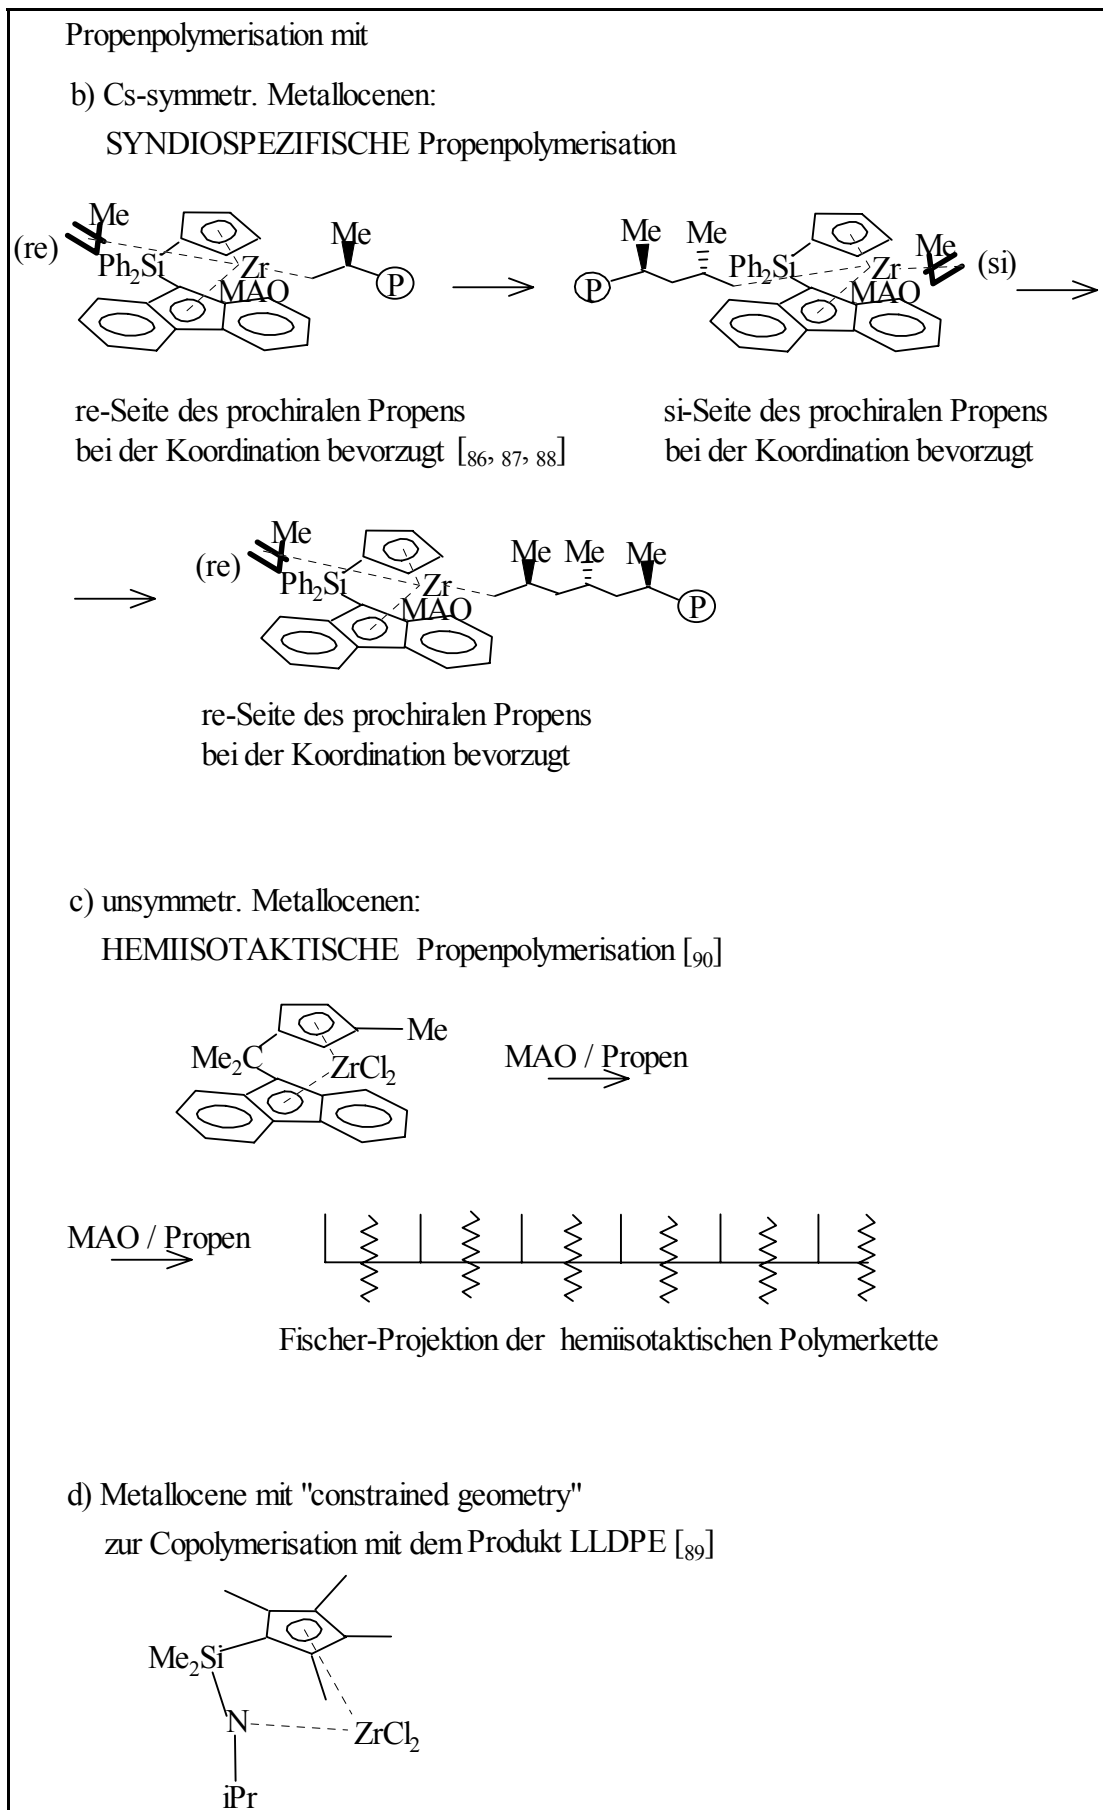 Propenpolymerisation mit
b) Cs-symmetr. Metallocenen:
SYNDIOSPEZIFISCHE Propenpolymerisation
Me
(re)
Ph2Si
Zr
MAO
Me
P
Me
Me
P
Ph2Si
Zr
MAO
Me
(si)
re-Seite des prochiralen Propens
bei der Koordination bevorzugt [86, 87, 88]
si-Seite des prochiralen Propens
bei der Koordination bevorzugt
Me
(re)
Ph2Si
Zr
MAO
Me
Me
Me
P
re-Seite des prochiralen Propens
bei der Koordination bevorzugt
c) unsymmetr. Metallocenen:
HEMIISOTAKTISCHE Propenpolymerisation [90]
Me
Me2C
ZrCl2
MAO / Propen
MAO / Propen
Fischer-Projektion der hemiisotaktischen Polymerkette
d) Metallocene mit "constrained geometry"
zur Copolymerisation mit dem Produkt LLDPE [89]
Me2Si
N
ZrCl2
iPr